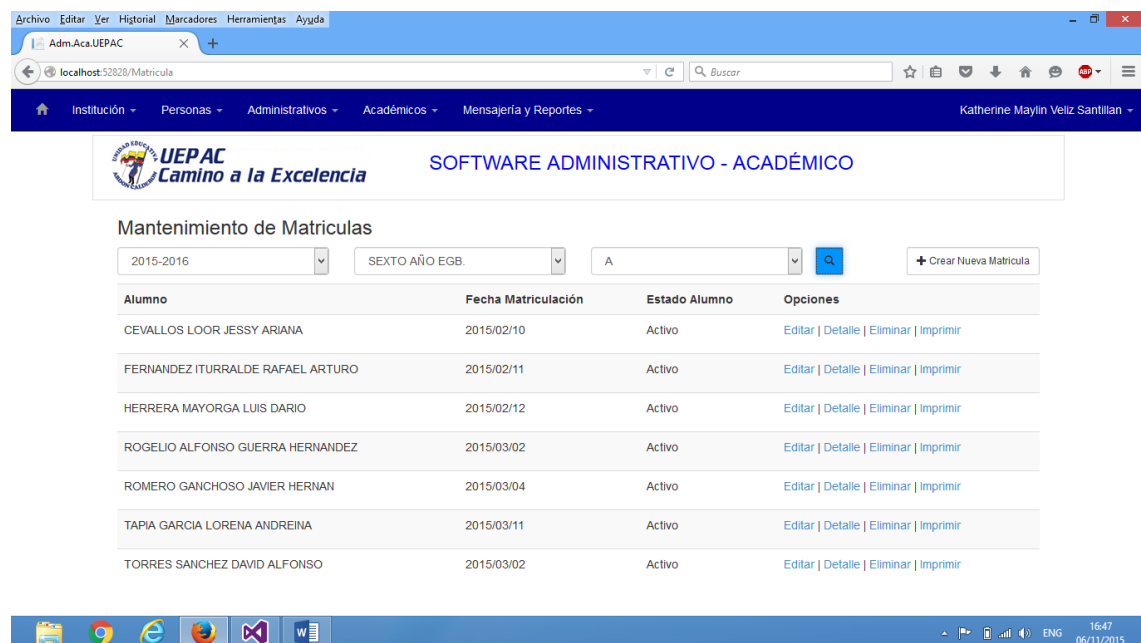 Archivo Editar Ver Historial Marcadores Herramientas Ayuda
Adm.Aca.UEPAC
localhost:52828/Matricula
Buscar
ABP
Institución Personas Administrativos Académicos Mensajería y Reportes Katherine Maylin Veliz Santillan
UEPAC
Camino a la Excelencia
SOFTWARE ADMINISTRATIVO - ACADÉMICO
Mantenimiento de Matriculas
2015-2016 SEXTO AÑO EGB. A Crear Nueva Matricula
Alumno Fecha Matriculación Estado Alumno Opciones
CEVALLOS LOOR JESSY ARIANA 2015/02/10 Activo Editar | Detalle | Eliminar | Imprimir
FERNANDEZ ITURRALDE RAFAEL ARTURO 2015/02/11 Activo Editar | Detalle | Eliminar | Imprimir
HERRERA MAYORGA LUIS DARIO 2015/02/12 Activo Editar | Detalle | Eliminar | Imprimir
ROGELIO ALFONSO GUERRA HERNANDEZ 2015/03/02 Activo Editar | Detalle | Eliminar | Imprimir
ROMERO GANCHOSO JAVIER HERNAN 2015/03/04 Activo Editar | Detalle | Eliminar | Imprimir
TAPIA GARCIA LORENA ANDREINA 2015/03/11 Activo Editar | Detalle | Eliminar | Imprimir
TORRES SANCHEZ DAVID ALFONSO 2015/03/02 Activo Editar | Detalle | Eliminar | Imprimir
ENG 16:47
06/11/2015